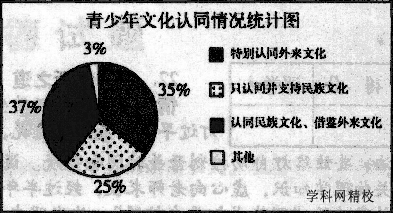 青少年文化认同情况统计图
3%
35%
37%
25%
特别认同外来文化
只认同并支持民族文化
认同民族文化、借鉴外来文化
其他
学科网精校